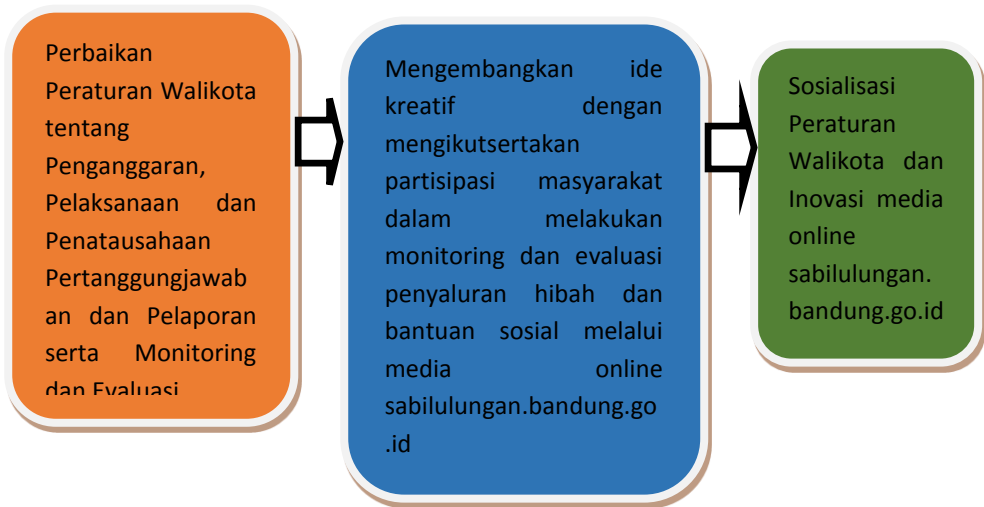 Perbaikan
Peraturan Walikota
tentang
Penganggaran,
Pelaksanaan dan
Penatausahaan
Pertanggungjawab
an dan Pelaporan
serta Monitoring
dan Evaluasi
Mengembangkan ide
kreatif dengan
mengikutsertakan
partisipasi masyarakat
dalam melakukan
monitoring dan evaluasi
penyaluran hibah dan
bantuan sosial melalui
media online
sabilulungan.bandung.go
.id
Sosialisasi
Peraturan
Walikota dan
Inovasi media
online
sabilulungan.
bandung.go.id